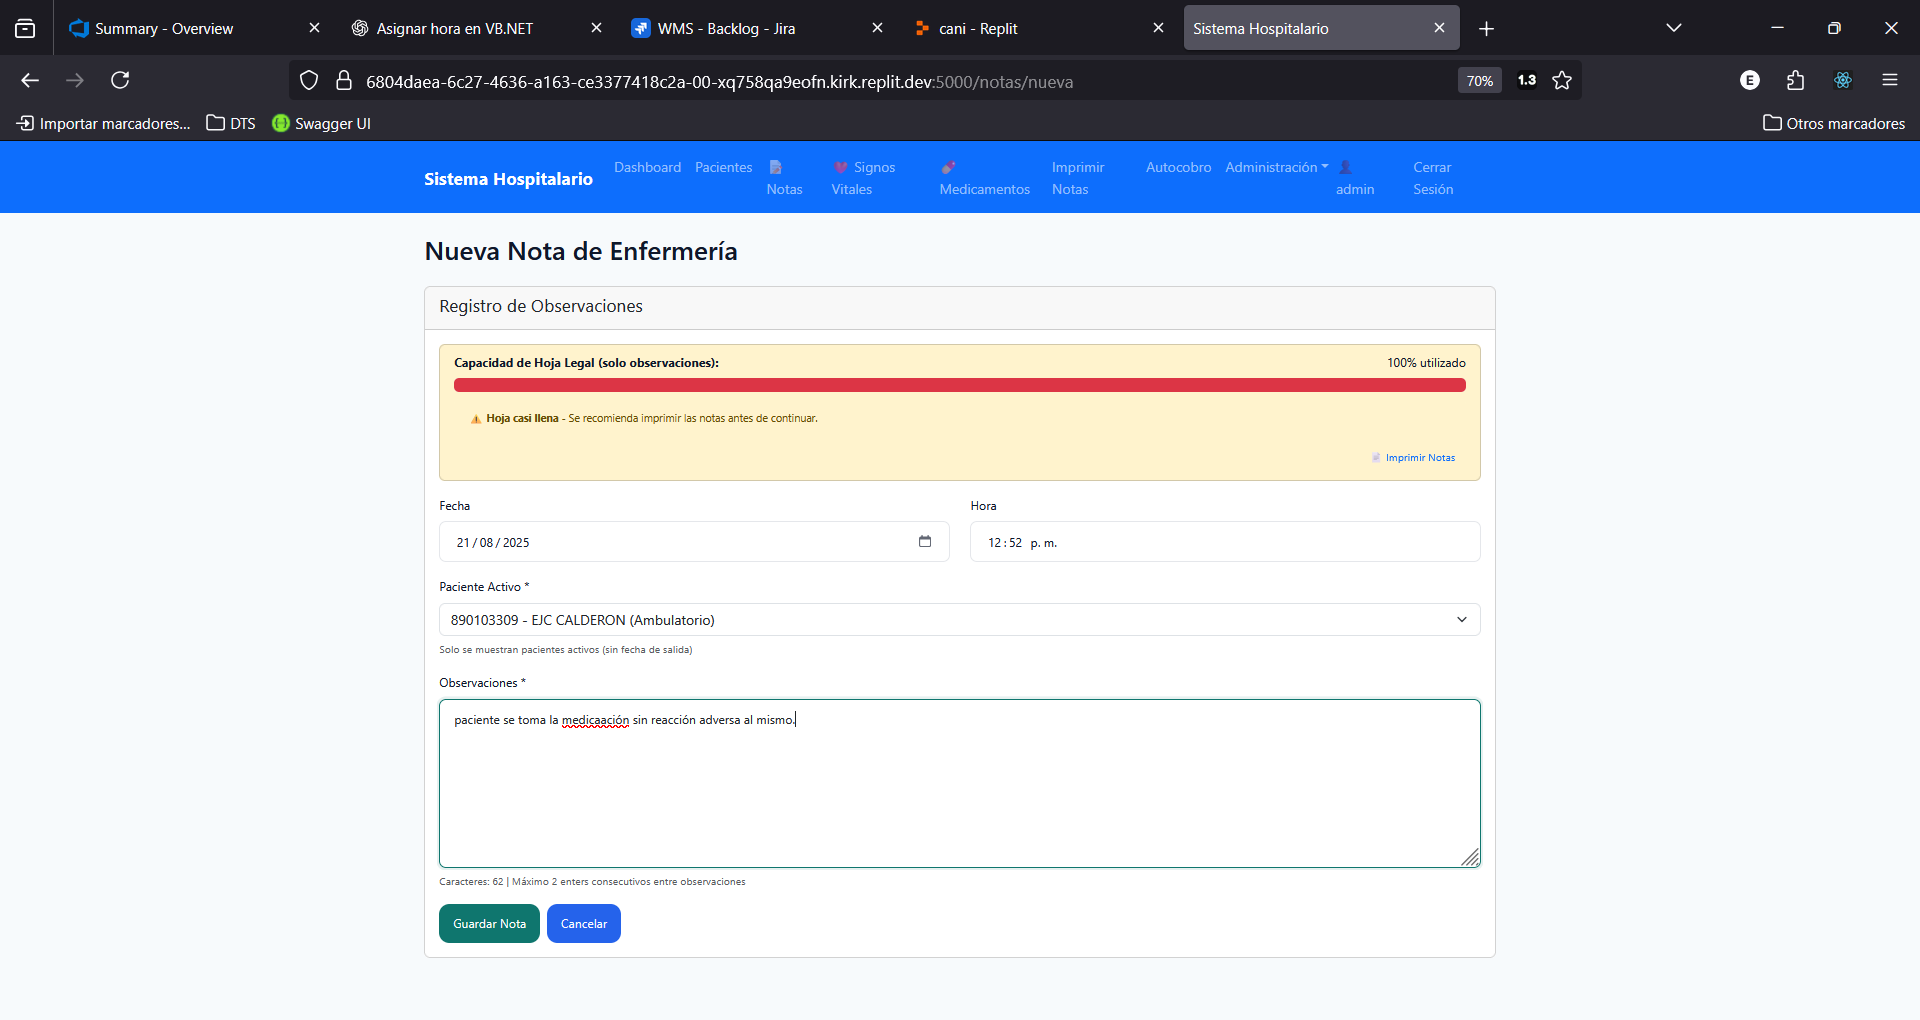 Summary - Overview
Asignar hora en VB.NET
WMS - Backlog - Jira
cani - Replit
Sistema Hospitalario
6804daea-6c27-4636-a163-ce3377418c2a-00-xq758qa9eofn.kirk.replit.dev:5000/notas/nueva
70%
1.3
E
Importar marcadores...
DTS
Swagger UI
Otros marcadores
Sistema Hospitalario
Dashboard
Pacientes
Notas
Signos
Vitales
Medicamentos
Imprimir
Notas
Autocobro
Administración
admin
Cerrar
Sesión
Nueva Nota de Enfermería
Registro de Observaciones
Capacidad de Hoja Legal (solo observaciones):
100% utilizado
Hoja casi llena - Se recomienda imprimir las notas antes de continuar.
Imprimir Notas
Fecha
Hora
21/08/2025
12:52 p. m.
Paciente Activo *
890103309 - EJC CALDERON (Ambulatorio)
Solo se muestran pacientes activos (sin fecha de salida)
Observaciones *
paciente se toma la medicaación sin reacción adversa al mismo.
Caracteres: 62 | Máximo 2 enters consecutivos entre observaciones
Guardar Nota
Cancelar